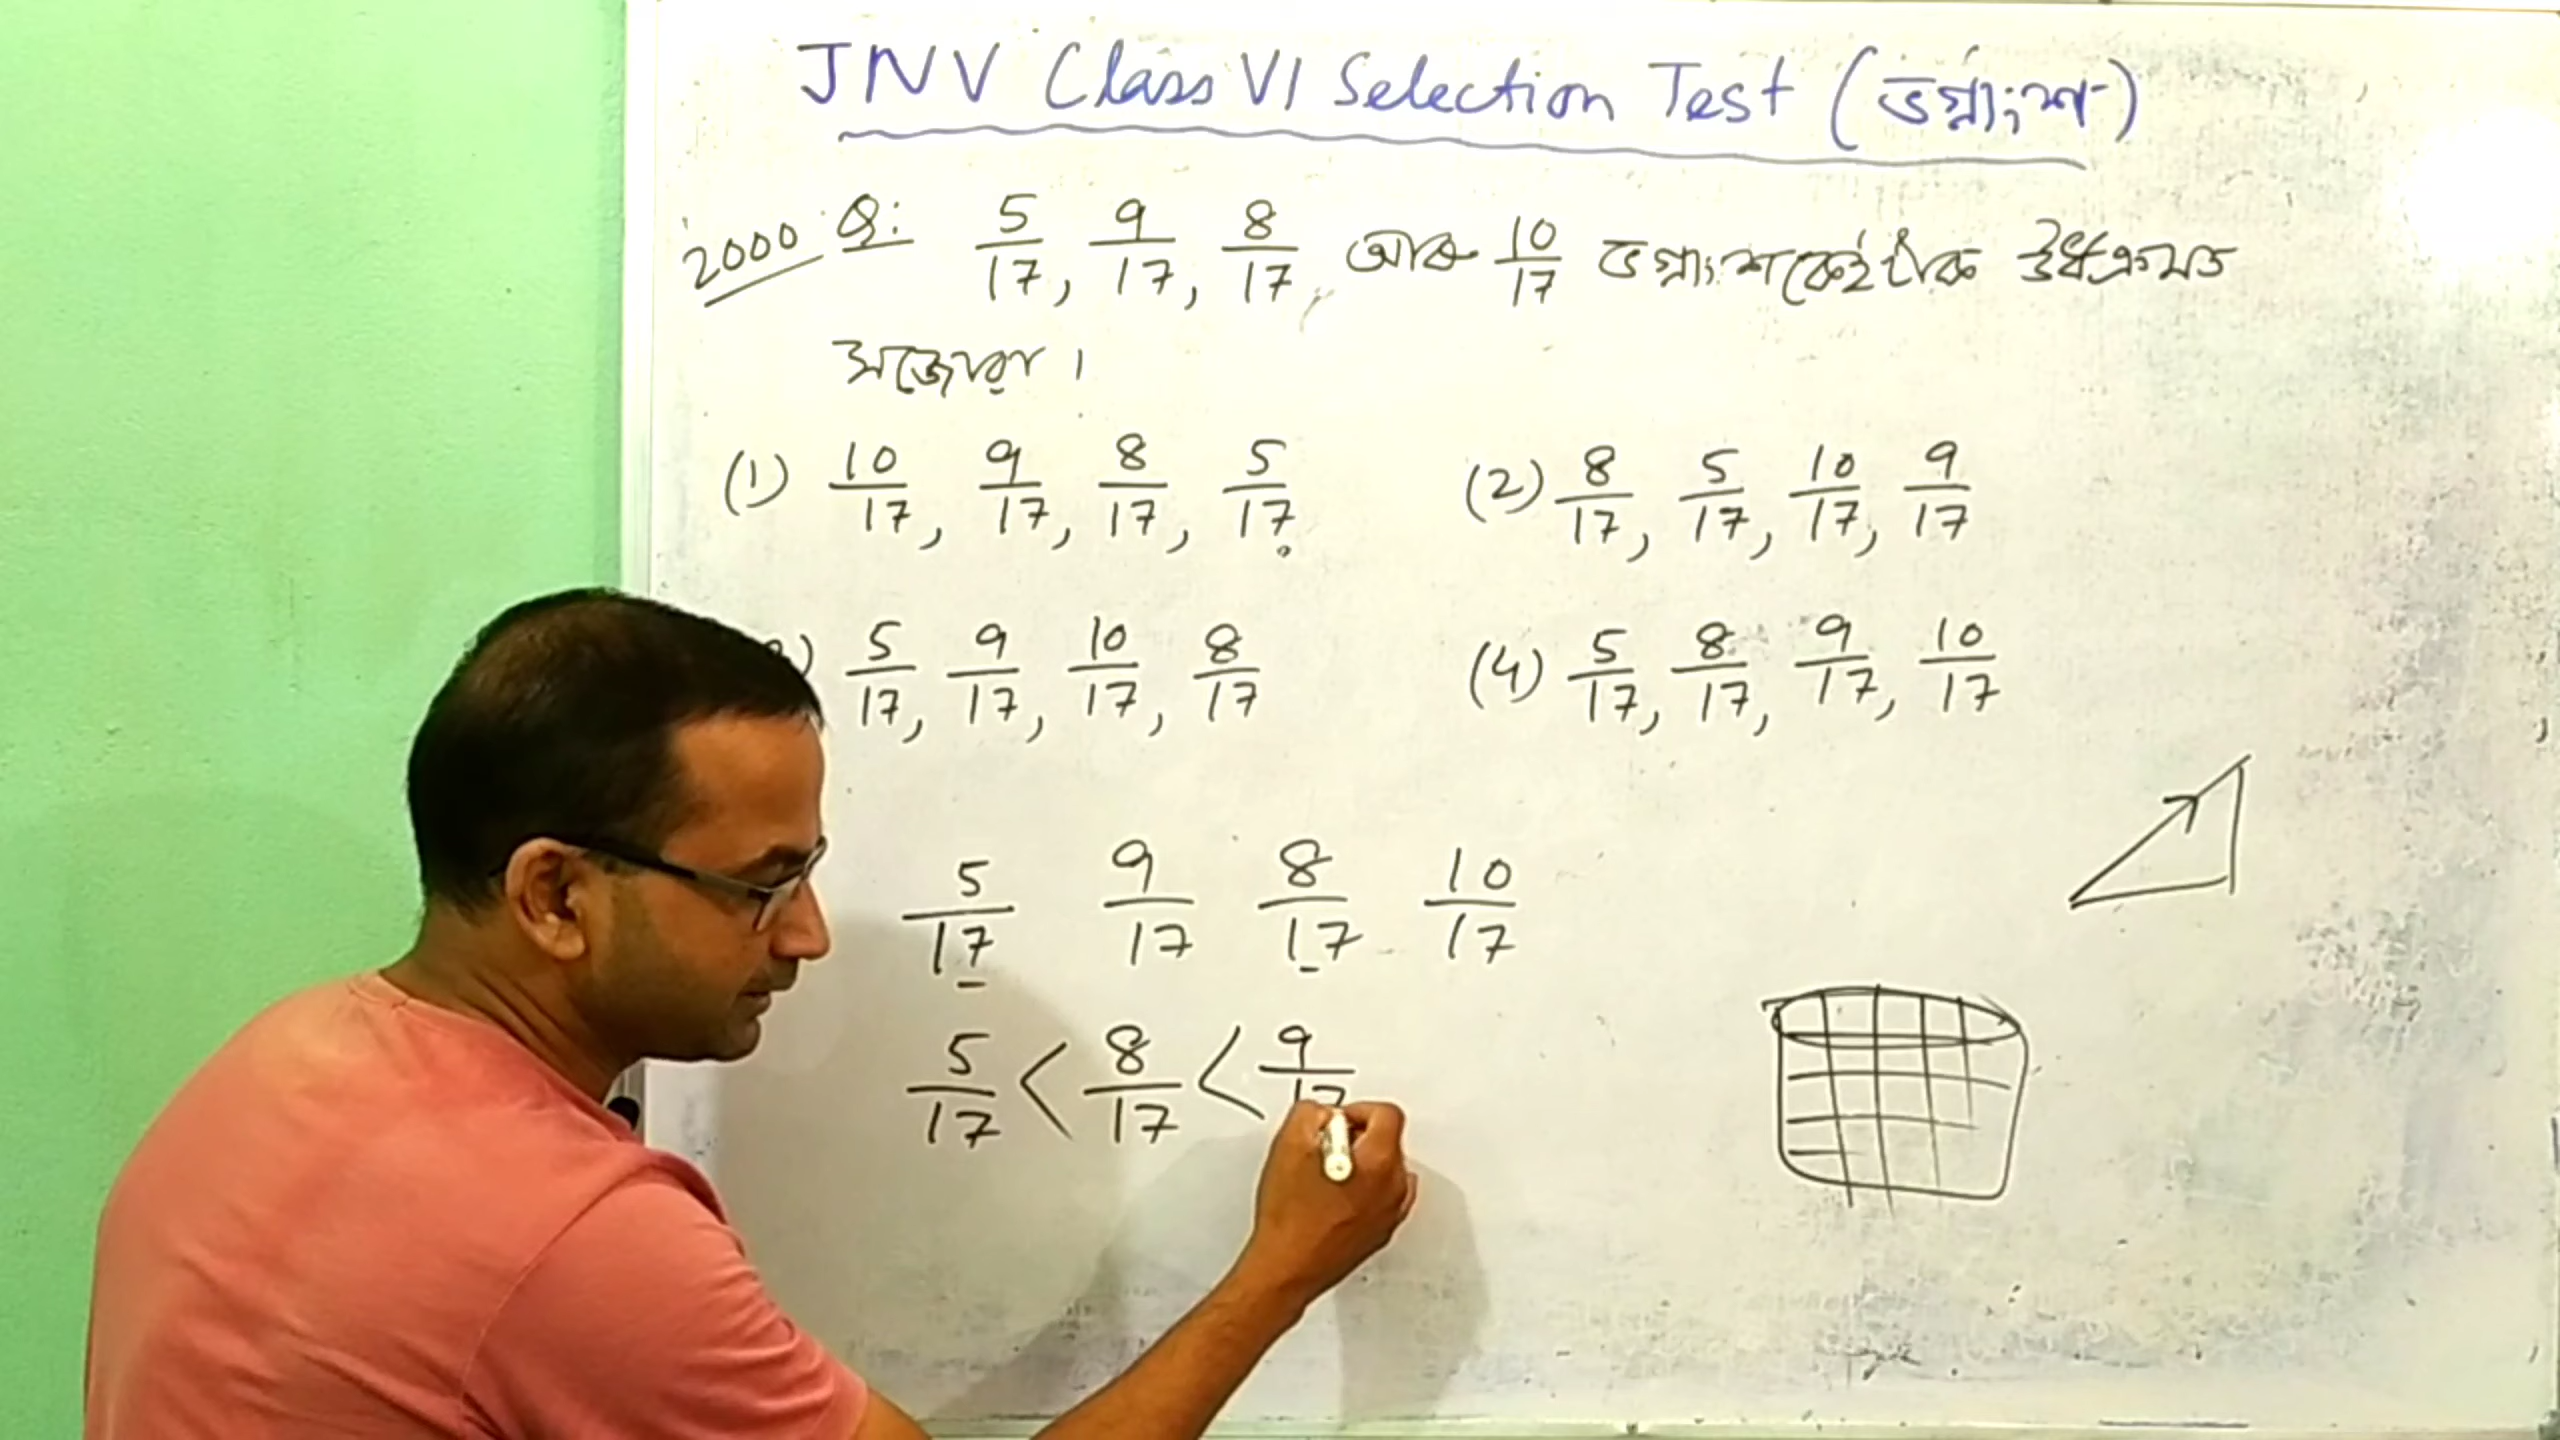 JNV Class VI Selection Test (ভগ্নাংশ)
2000 Q: 5/17, 9/17, 8/17 আৰু 10/17 ভগ্নাংশকেইটাক উৰ্ধক্ৰমত
সজোৱা ।
(1) 10/17, 9/17, 8/17, 5/17. (2) 8/17, 5/17, 10/17, 9/17
) 5/17, 9/17, 10/17, 8/17 (4) 5/17, 8/17, 9/17, 10/17
5/17 9/17 8/17 10/17
5/17 < 8/17 < 9/17